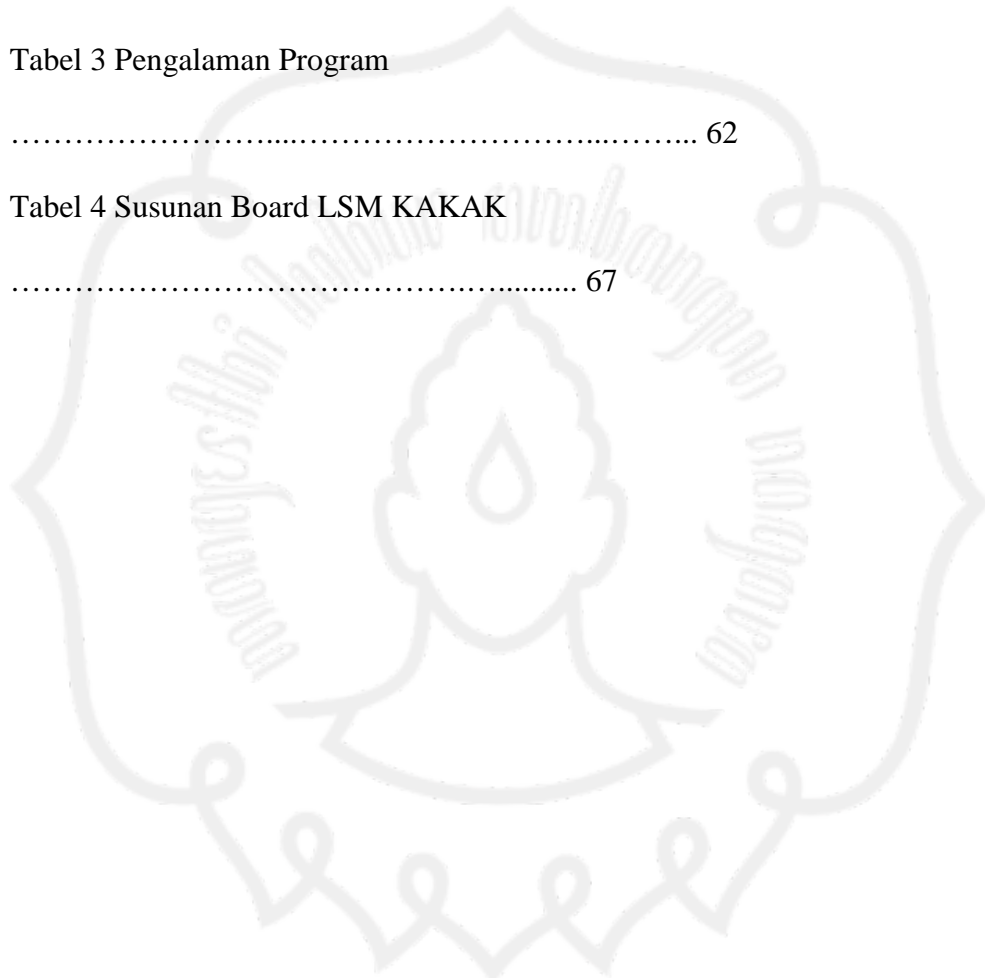 Tabel 3 Pengalaman Program
……………………....………………………...……... 62
Tabel 4 Susunan Board LSM KAKAK
…………………………………….…........... 67